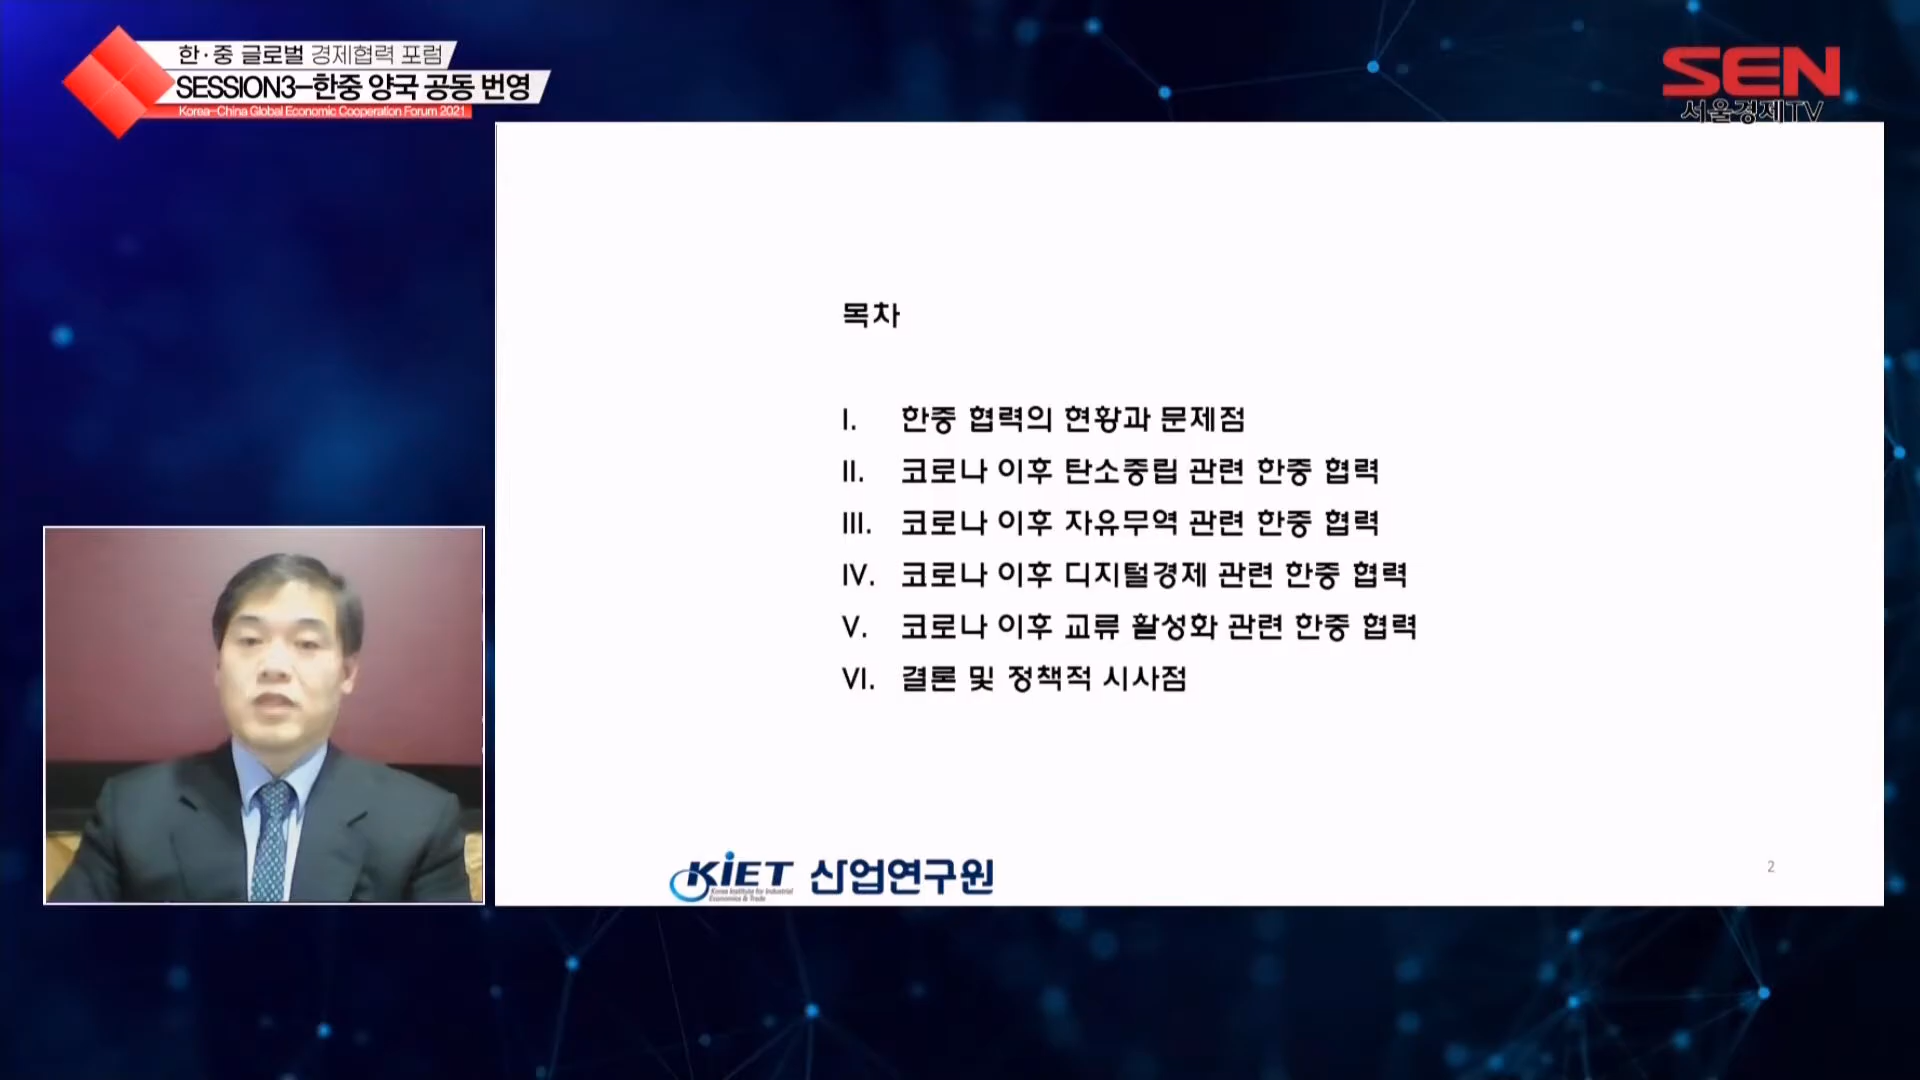 한·중 글로벌 경제협력 포럼
SESSION3-한중 양국 공동 번영
Korea-China Global Economic Cooperation Forum 2021
SEN
서울경제TV
목차
I. 한중 협력의 현황과 문제점
II. 코로나 이후 탄소중립 관련 한중 협력
III. 코로나 이후 자유무역 관련 한중 협력
IV. 코로나 이후 디지털경제 관련 한중 협력
V. 코로나 이후 교류 활성화 관련 한중 협력
VI. 결론 및 정책적 시사점
KIET 산업연구원
Korea Institute for Industrial
Economics & Trade
2